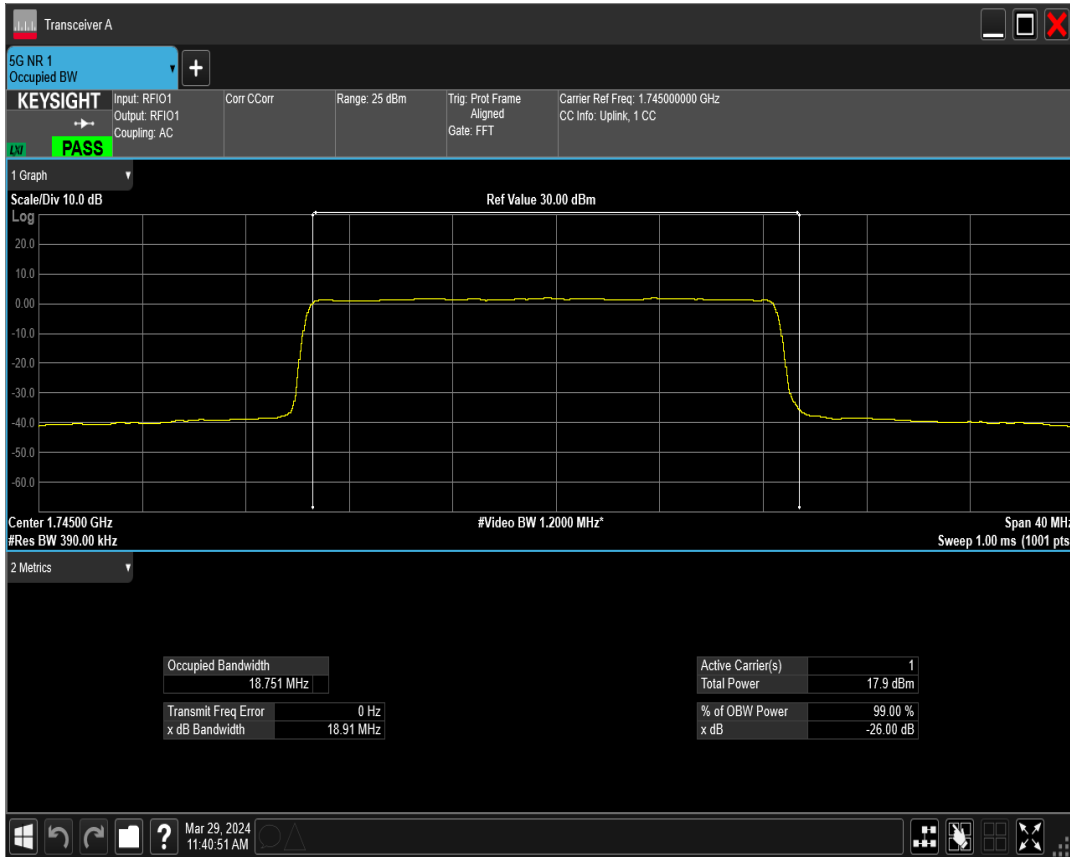 Transceiver A
5G NR 1
Occupied BW
+
KEYSIGHT
LXI
PASS
Input: RFIO1
Output: RFIO1
Coupling: AC
Corr CCorr
Range: 25 dBm
Trig: Prot Frame
Aligned
Gate: FFT
Carrier Ref Freq: 1.745000000 GHz
CC Info: Uplink, 1 CC
1 Graph
Scale/Div 10.0 dB
Ref Value 30.00 dBm
Log
20.0
10.0
0.00
-10.0
-20.0
-30.0
-40.0
-50.0
-60.0
Center 1.74500 GHz
#Video BW 1.2000 MHz*
Span 40 MHz
#Res BW 390.00 kHz
Sweep 1.00 ms (1001 pts
2 Metrics
Occupied Bandwidth
18.751 MHz
Transmit Freq Error 0 Hz
x dB Bandwidth 18.91 MHz
Active Carrier(s) 1
Total Power 17.9 dBm
% of OBW Power 99.00 %
x dB -26.00 dB
?
Mar 29, 2024
11:40:51 AM